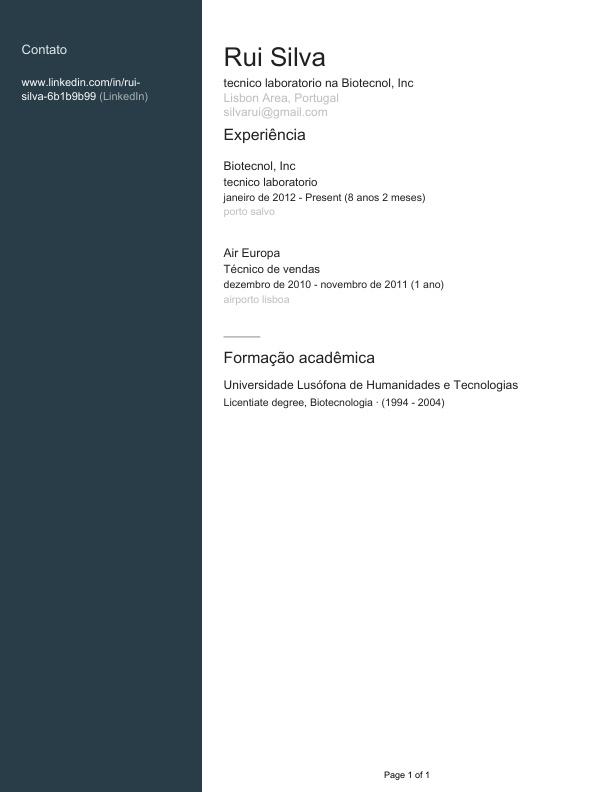 Contato
www.linkedin.com/in/rui-
silva-6b1b9b99 (LinkedIn)
Rui Silva
tecnico laboratorio na Biotecnol, Inc
Lisbon Area, Portugal
silvarui@gmail.com
Experiência
Biotecnol, Inc
tecnico laboratorio
janeiro de 2012 - Present (8 anos 2 meses)
porto salvo
Air Europa
Técnico de vendas
dezembro de 2010 - novembro de 2011 (1 ano)
airporto lisboa
Formação acadêmica
Universidade Lusófona de Humanidades e Tecnologias
Licentiate degree, Biotecnologia · (1994 - 2004)
Page 1 of 1